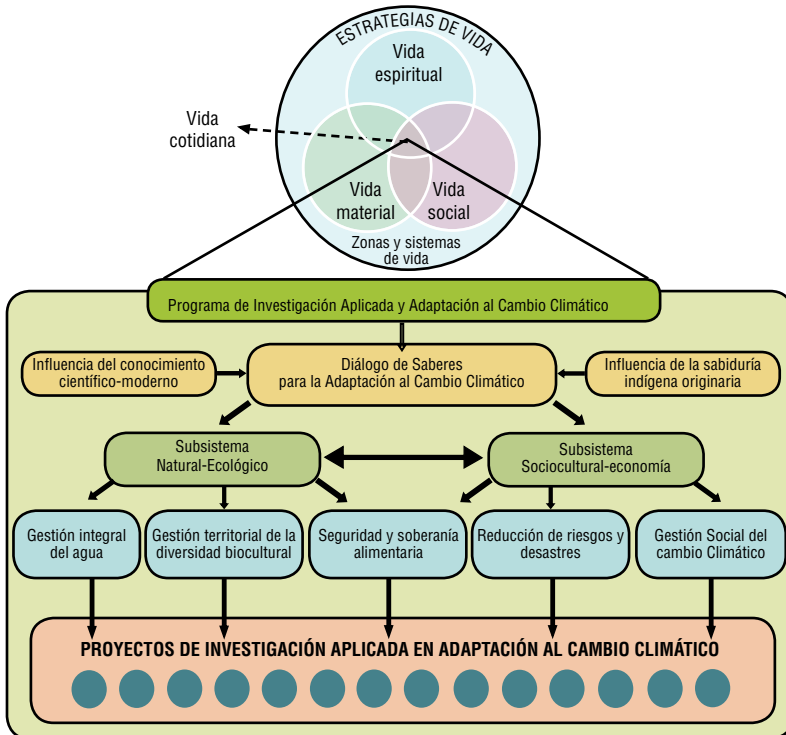 ESTRATEGIAS DE VIDA
Vida
espiritual
Vida
cotidiana
Vida
material
Vida
social
Zonas y sistemas
de vida
Programa de Investigación Aplicada y Adaptación al Cambio Climático
Influencia del conocimiento
científico-moderno
Diálogo de Saberes
para la Adaptación al Cambio Climático
Influencia de la sabiduría
indígena originaria
Subsistema
Natural-Ecológico
Subsistema
Sociocultural-economía
Gestión integral
del agua
Gestión territorial de la
diversidad biocultural
Seguridad y soberanía
alimentaria
Reducción de riesgos y
desastres
Gestión Social del
cambio Climático
PROYECTOS DE INVESTIGACIÓN APLICADA EN ADAPTACIÓN AL CAMBIO CLIMÁTICO